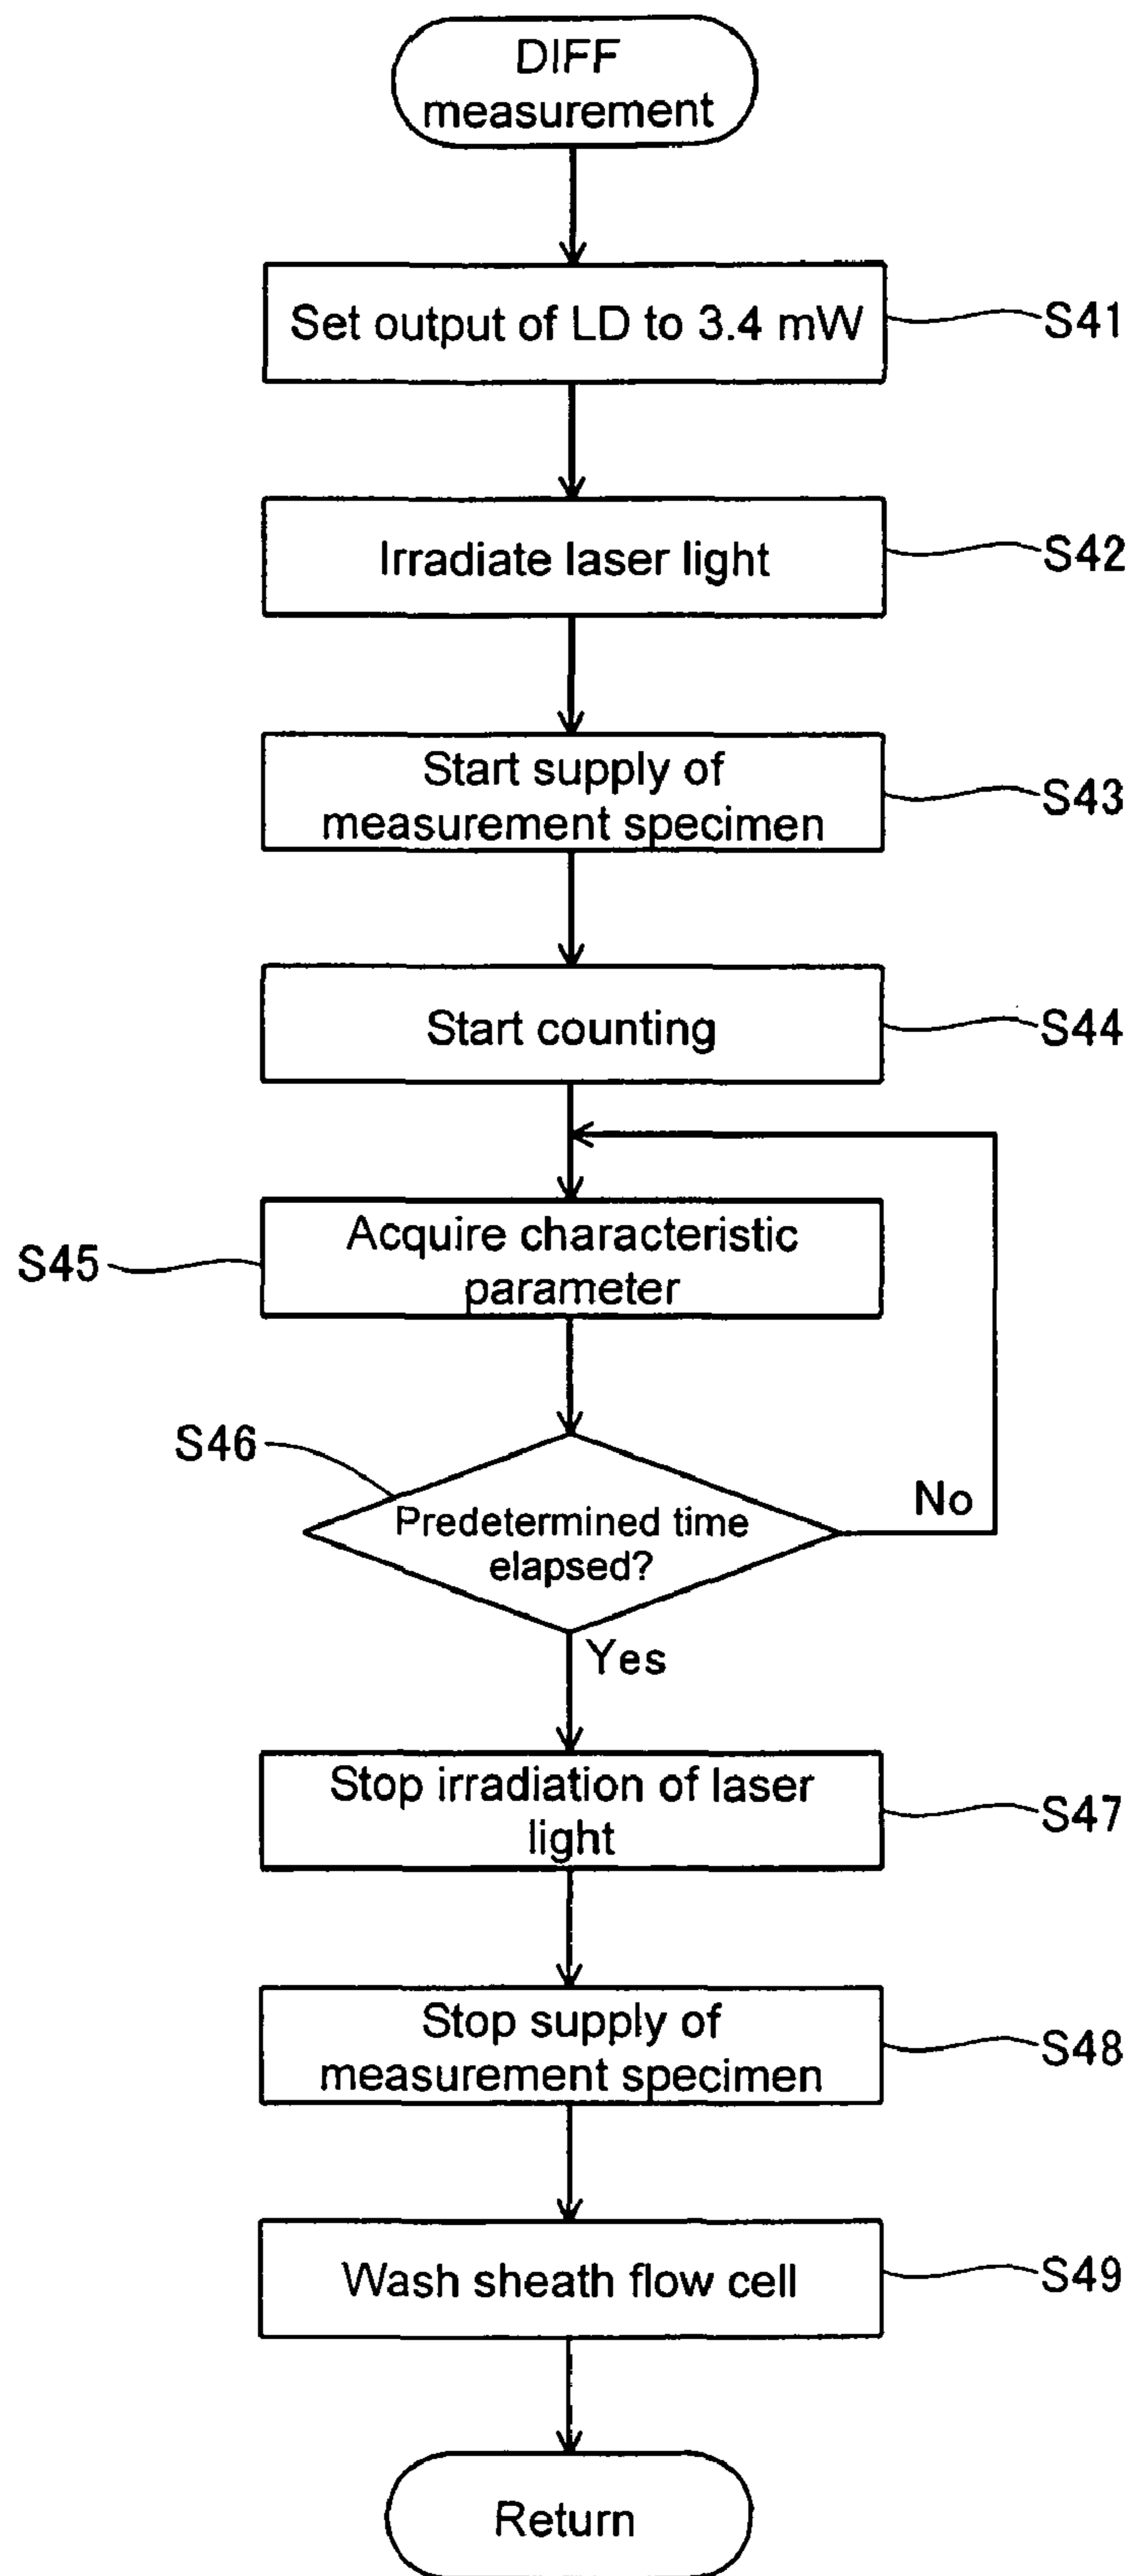 DIFF
measurement
Set output of LD to 3.4 mW
S41
Irradiate laser light
S42
Start supply of
measurement specimen
S43
Start counting
S44
Acquire characteristic
parameter
S45
S46
Predetermined time
elapsed?
No
Yes
Stop irradiation of laser
light
S47
Stop supply of
measurement specimen
S48
Wash sheath flow cell
S49
Return